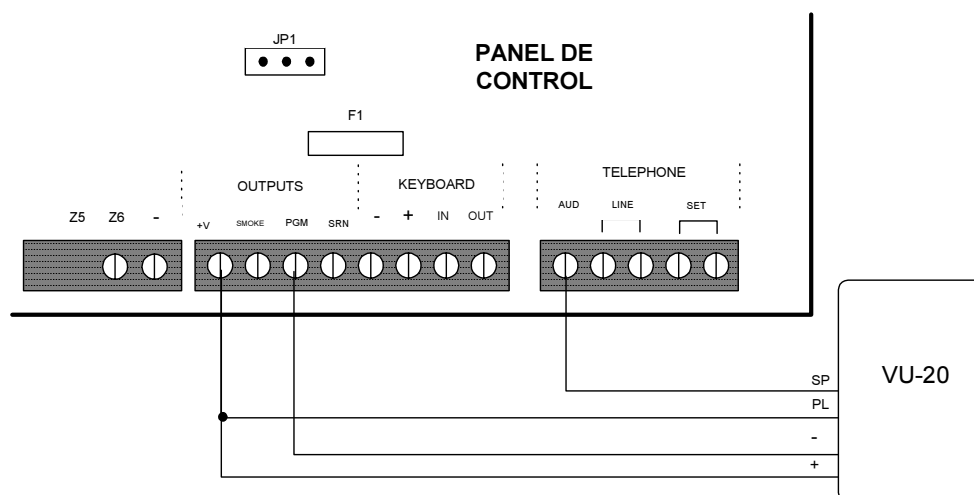 JP1
PANEL DE
CONTROL
F1
OUTPUTS
KEYBOARD
TELEPHONE
Z5 Z6 -
+V SMOKE PGM SRN - + IN OUT
AUD LINE SET
SP
PL
-
+
VU-20